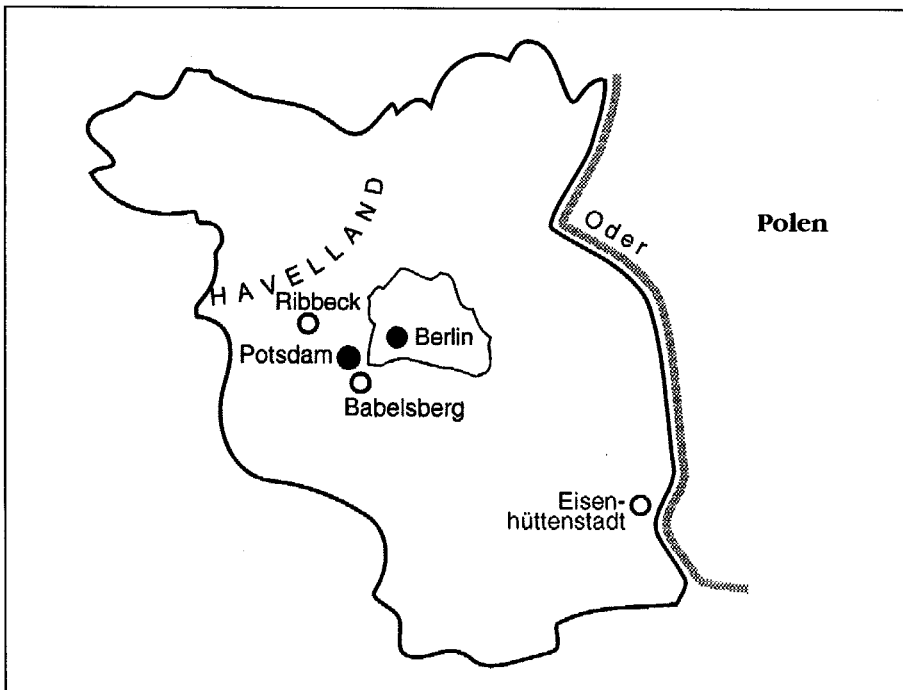 HAVELLAND
Oder
Polen
Ribbeck
Berlin
Potsdam
Babelsberg
Eisen-
hüttenstadt